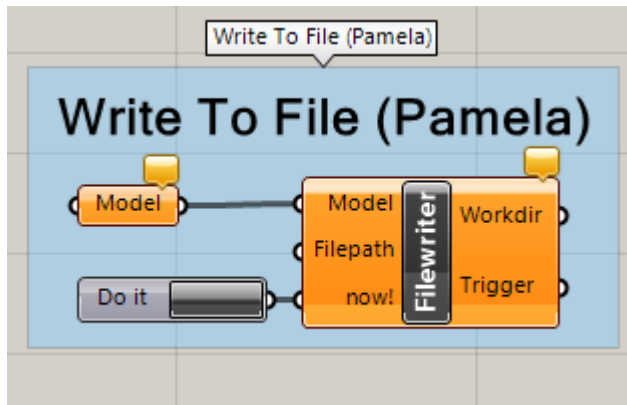 Write To File (Pamela)
Write To File (Pamela)
Model
Model
Filewriter
Workdir
Filepath
Do it
now!
Trigger